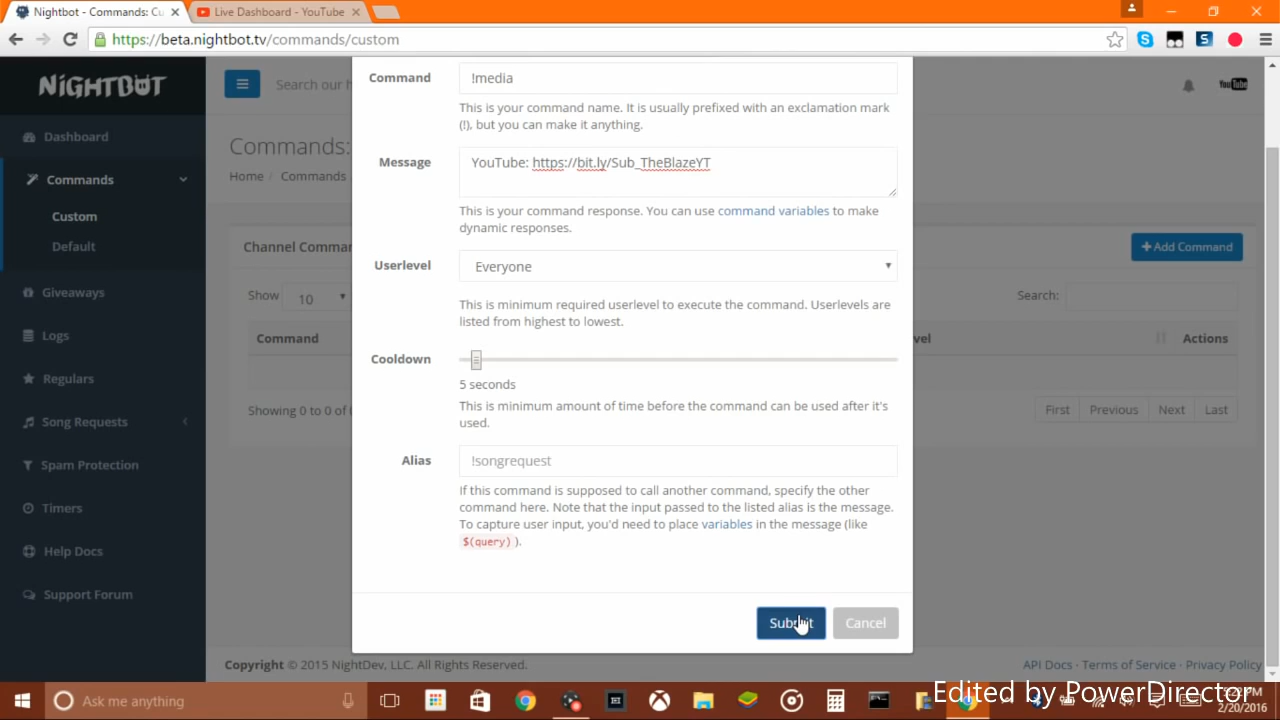 Nightbot - Commands: Cu
Live Dashboard - YouTube
https://beta.nightbot.tv/commands/custom
NiGHTBOT
Search our h
You Tube
Dashboard
Commands
Custom
Default
Giveaways
Logs
Regulars
Song Requests
Spam Protection
Timers
Help Docs
Support Forum
Commands:
Home / Commands
Channel Comman
+ Add Command
Show 10
Search:
Command
vel
Actions
Showing 0 to 0 of
First Previous Next Last
Command
!media
This is your command name. It is usually prefixed with an exclamation mark
(!), but you can make it anything.
Message
YouTube: https://bit.ly/Sub_TheBlazeYT
This is your command response. You can use command variables to make
dynamic responses.
Userlevel
Everyone
This is minimum required userlevel to execute the command. Userlevels are
listed from highest to lowest.
Cooldown
5 seconds
This is minimum amount of time before the command can be used after it's
used.
Alias
!songrequest
If this command is supposed to call another command, specify the other
command here. Note that the input passed to the listed alias is the message.
To capture user input, you'd need to place variables in the message (like
$(query) ).
Submit
Cancel
Copyright © 2015 NightDev, LLC. All Rights Reserved.
API Docs · Terms of Service · Privacy Policy
Ask me anything
Edited by PowerDirector
2/20/2016